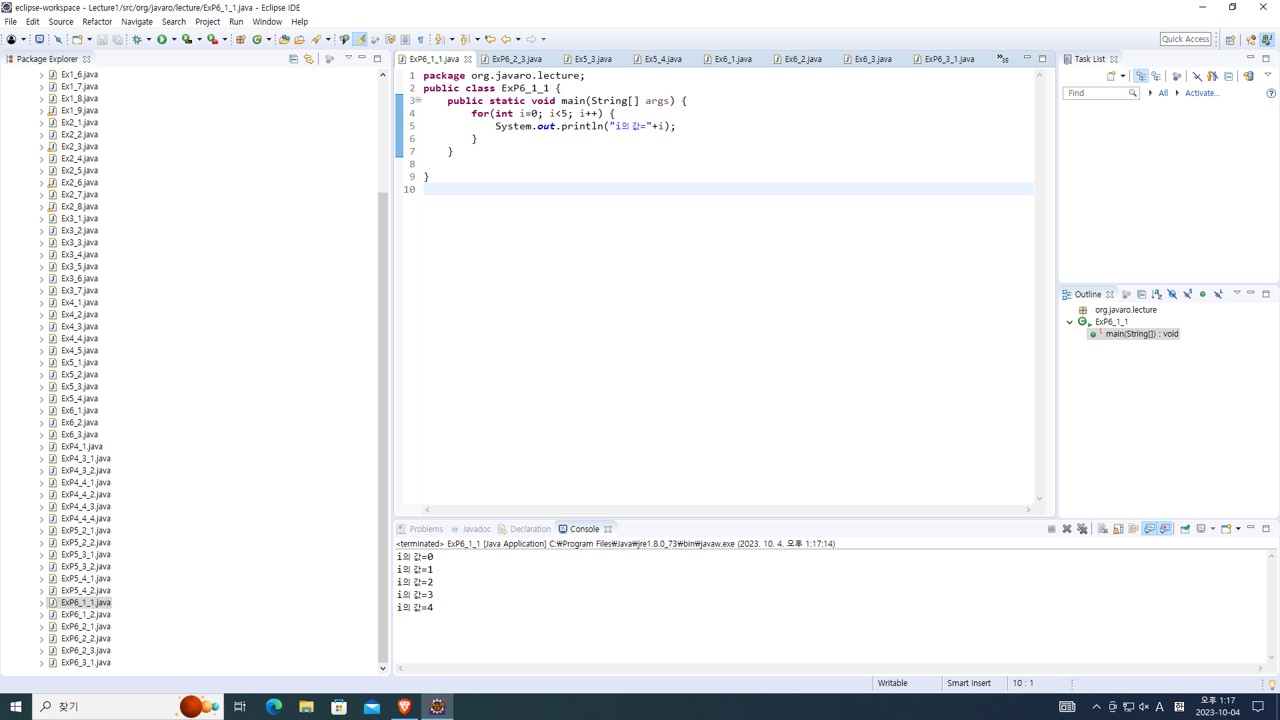 eclipse-workspace - Lecture1/src/org/javaro/lecture/ExP6_1_1.java - Eclipse IDE
File Edit Source Refactor Navigate Search Project Run Window Help
Quick Access
Package Explorer
Ex1_6.java
Ex1_7.java
Ex1_8.java
Ex1_9.java
Ex2_1.java
Ex2_2.java
Ex2_3.java
Ex2_4.java
Ex2_5.java
Ex2_6.java
Ex2_7.java
Ex2_8.java
Ex3_1.java
Ex3_2.java
Ex3_3.java
Ex3_4.java
Ex3_5.java
Ex3_6.java
Ex3_7.java
Ex4_1.java
Ex4_2.java
Ex4_3.java
Ex4_4.java
Ex4_5.java
Ex5_1.java
Ex5_2.java
Ex5_3.java
Ex5_4.java
Ex6_1.java
Ex6_2.java
Ex6_3.java
ExP4_1.java
ExP4_3_1.java
ExP4_3_2.java
ExP4_4_1.java
ExP4_4_2.java
ExP4_4_3.java
ExP4_4_4.java
ExP5_2_1.java
ExP5_2_2.java
ExP5_3_1.java
ExP5_3_2.java
ExP5_4_1.java
ExP5_4_2.java
ExP6_1_1.java
ExP6_1_2.java
ExP6_2_1.java
ExP6_2_2.java
ExP6_2_3.java
ExP6_3_1.java
ExP6_1_1.java ExP6_2_3.java Ex5_3.java Ex5_4.java Ex6_1.java Ex6_2.java Ex6_3.java ExP6_3_1.java »35
1 package org.javaro.lecture;
2 public class ExP6_1_1 {
3 public static void main(String[] args) {
4 for(int i=0; i<5; i++) {
5 System.out.println("i의 값="+i);
6 }
7 }
8
9 }
10
Task List
Find All Activate...
Outline
org.javaro.lecture
ExP6_1_1
main(String[]) : void
Problems Javadoc Declaration Console
<terminated> ExP6_1_1 [Java Application] C:₩Program Files₩Java₩jre1.8.0_73₩bin₩javaw.exe (2023. 10. 4. 오후 1:17:14)
i의 값=0
i의 값=1
i의 값=2
i의 값=3
i의 값=4
Writable Smart Insert 10 : 1
찾기
A 한 오후 1:17
2023-10-04